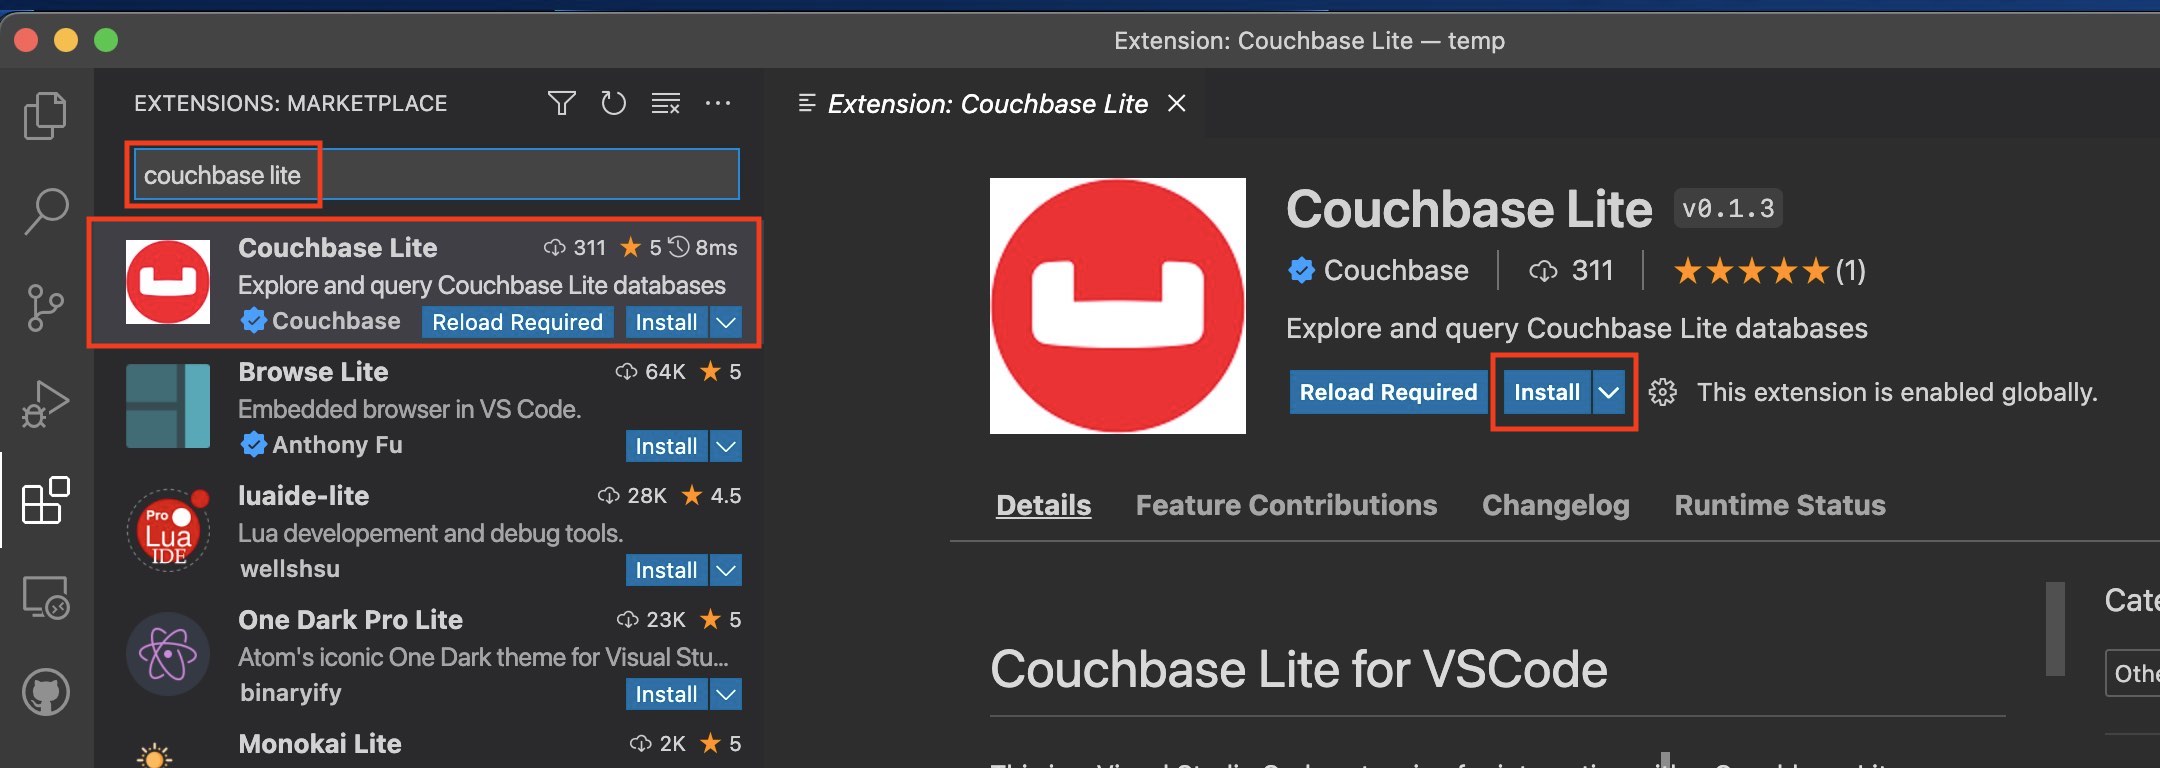 Extension: Couchbase Lite — temp
EXTENSIONS: MARKETPLACE
couchbase lite
Couchbase Lite 311 5 8ms
Explore and query Couchbase Lite databases
Couchbase Reload Required Install
Browse Lite 64K 5
Embedded browser in VS Code.
Anthony Fu Install
luaide-lite 28K 4.5
Pro Lua IDE
Lua developement and debug tools.
wellshsu Install
One Dark Pro Lite 23K 5
Atom's iconic One Dark theme for Visual Stu...
binaryify Install
Monokai Lite 2K 5
Extension: Couchbase Lite
Couchbase Lite v0.1.3
Couchbase 311 (1)
Explore and query Couchbase Lite databases
Reload Required Install This extension is enabled globally.
Details Feature Contributions Changelog Runtime Status
Couchbase Lite for VSCode